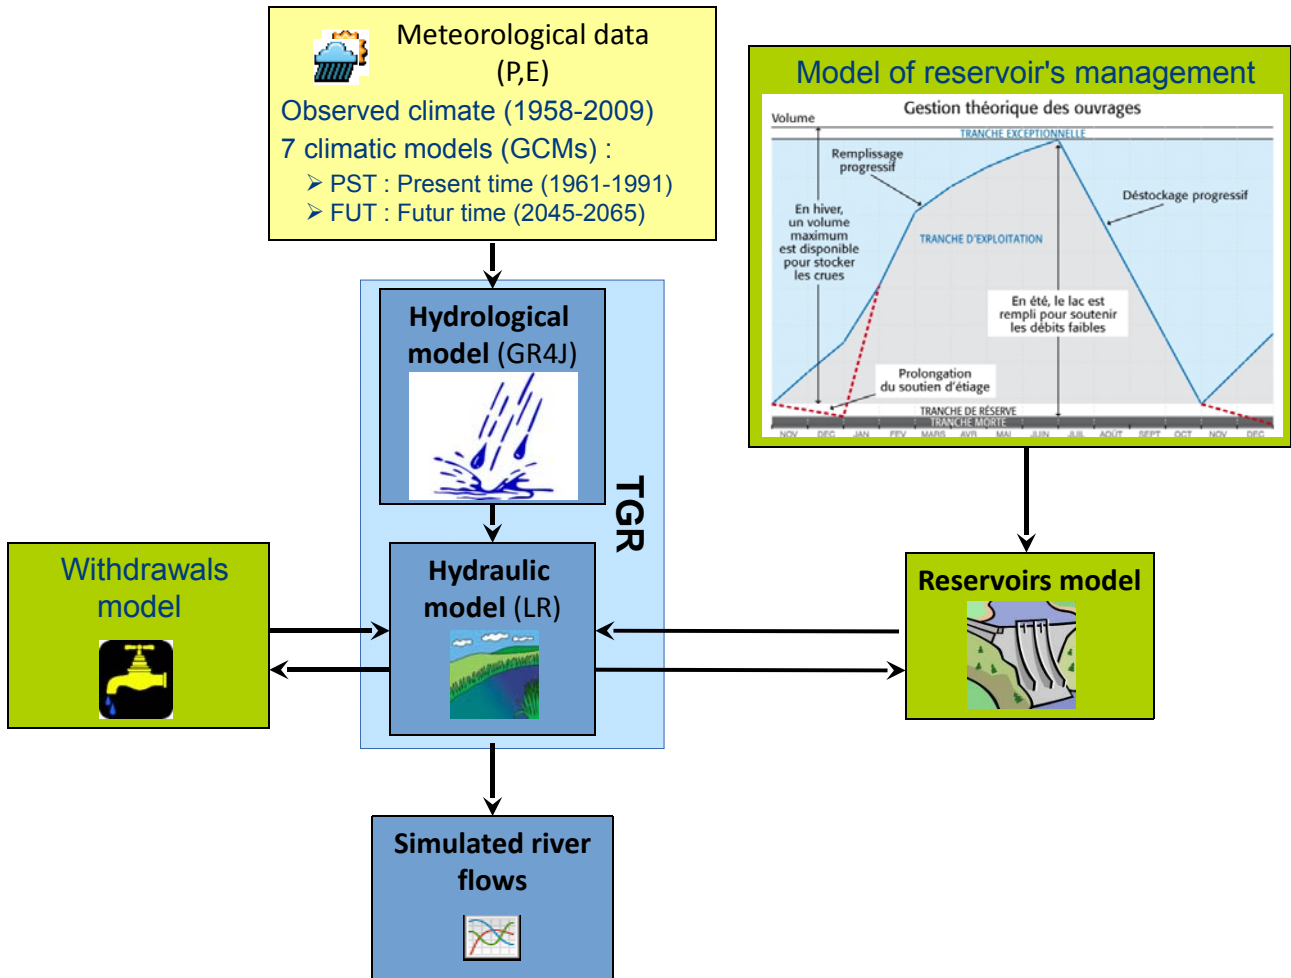 Meteorological data
(P,E)
Observed climate (1958-2009)
7 climatic models (GCMs) :
➢ PST : Present time (1961-1991)
➢ FUT : Futur time (2045-2065)
Model of reservoir's management
Gestion théorique des ouvrages
Volume
TRANCHE EXCEPTIONNELLE
Remplissage
progressif
Déstockage progressif
En hiver,
un volume
maximum
est disponible
pour stocker
les crues
TRANCHE D'EXPLOITATION
En été, le lac est
rempli pour soutenir
les débits faibles
Prolongation
du soutien d'étiage
TRANCHE DE RÉSERVE
TRANCHE MORTE
NOV DEC JAN FEV MARS AVR MAI JUIN JUIL AOÛT SEPT OCT NOV DEC
Hydrological
model (GR4J)
TGR
Hydraulic
model (LR)
Withdrawals
model
Reservoirs model
Simulated river
flows